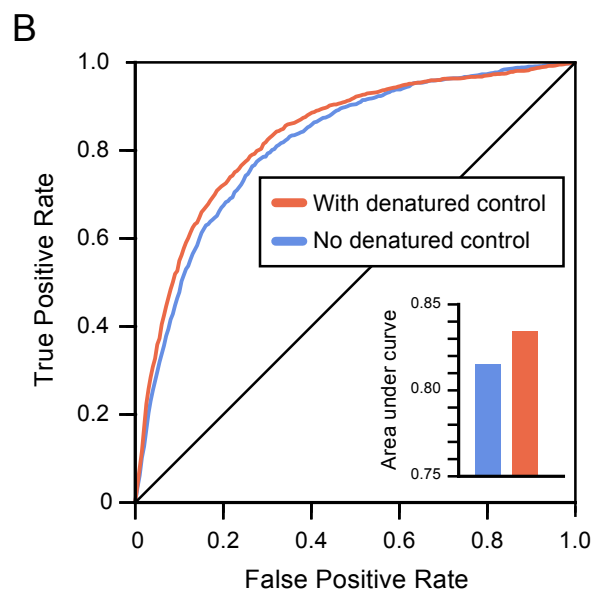 B
True Positive Rate
1.0
0.8
0.6
0.4
0.2
0
With denatured control
No denatured control
Area under curve
0.85
0.80
0.75
0
0.2
0.4
0.6
0.8
1.0
False Positive Rate